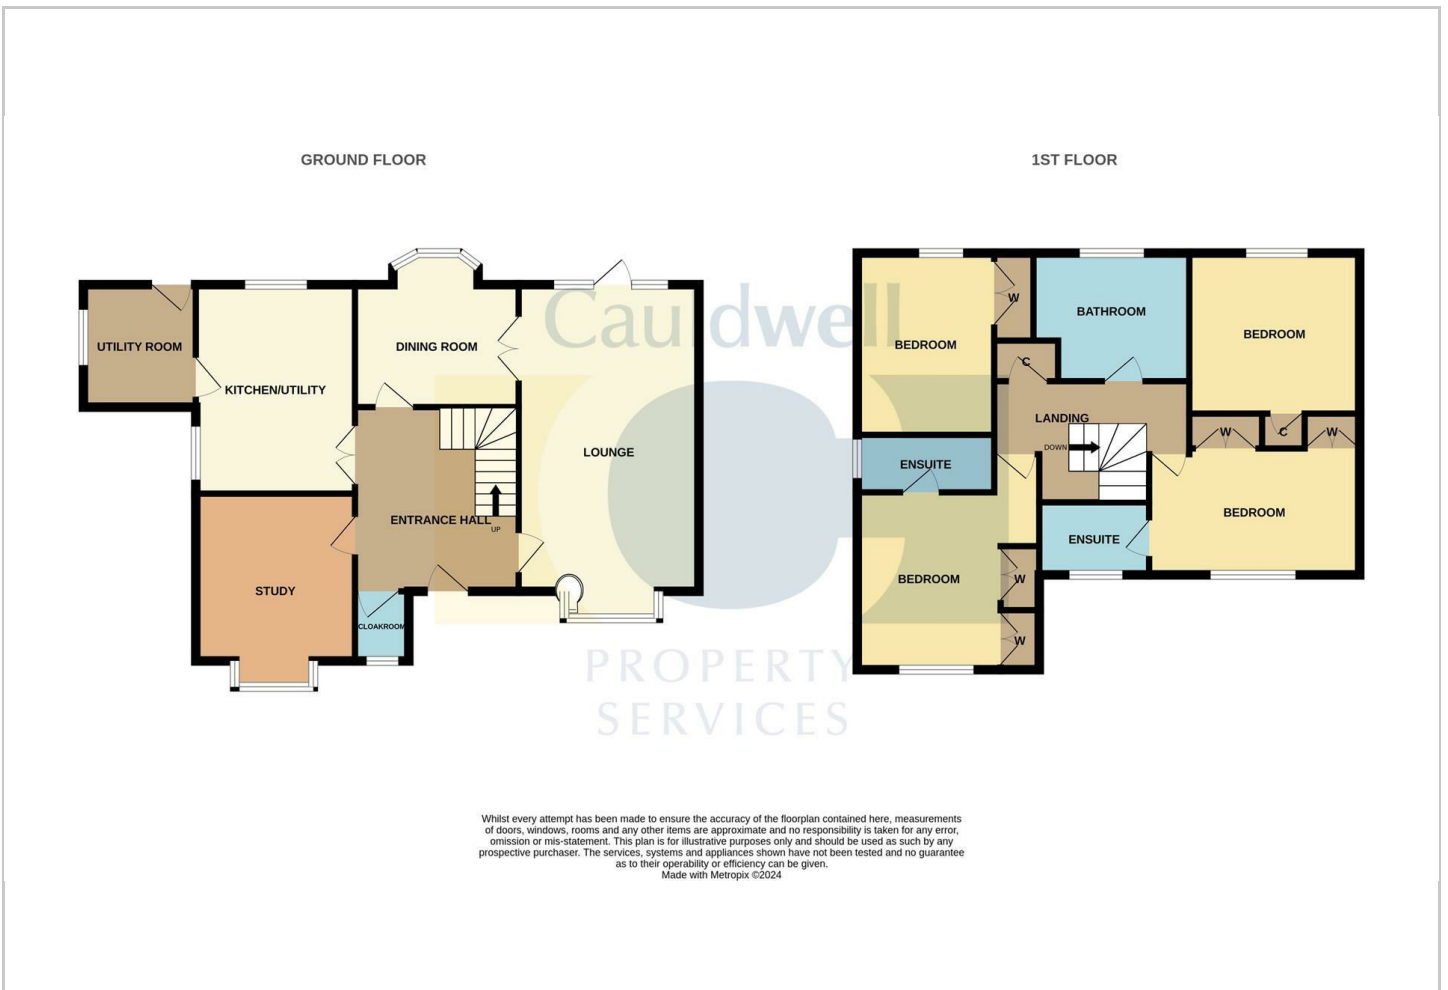 GROUND FLOOR
1ST FLOOR
UTILITY ROOM
KITCHEN/UTILITY
DINING ROOM
LOUNGE
ENTRANCE HALL
UP
STUDY
CLOAKROOM
BEDROOM
W
BATHROOM
BEDROOM
C
LANDING
DOWN
W
C
W
ENSUITE
BEDROOM
ENSUITE
BEDROOM
W
W
Cauldwell
PROPERTY
SERVICES
Whilst every attempt has been made to ensure the accuracy of the floorplan contained here, measurements
of doors, windows, rooms and any other items are approximate and no responsibility is taken for any error,
omission or mis-statement. This plan is for illustrative purposes only and should be used as such by any
prospective purchaser. The services, systems and appliances shown have not been tested and no guarantee
as to their operability or efficiency can be given.
Made with Metropix ©2024